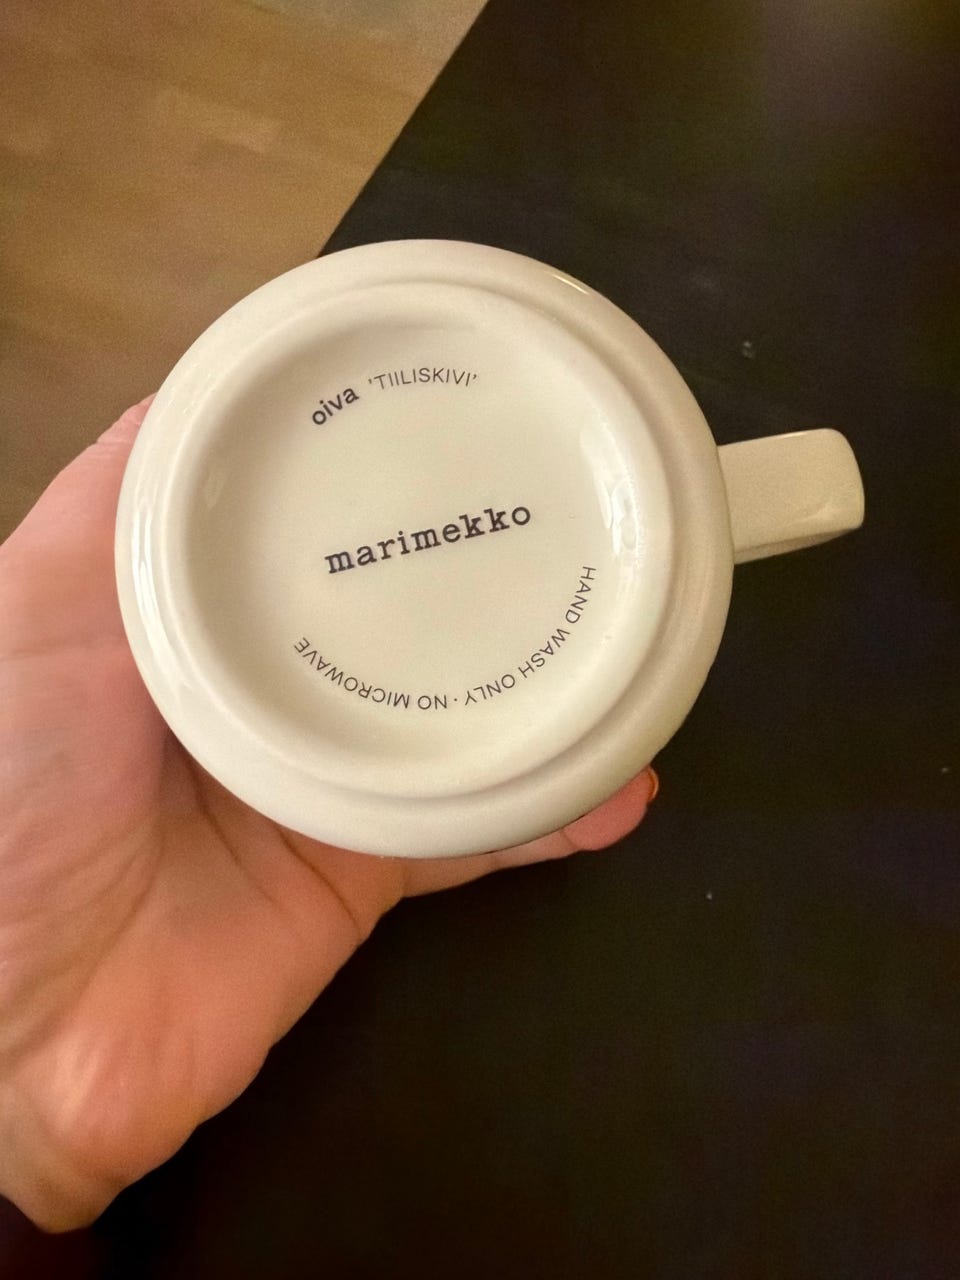 oiva 'TIILISKIVI'
marimekko
HAND WASH ONLY · NO MICROWAVE